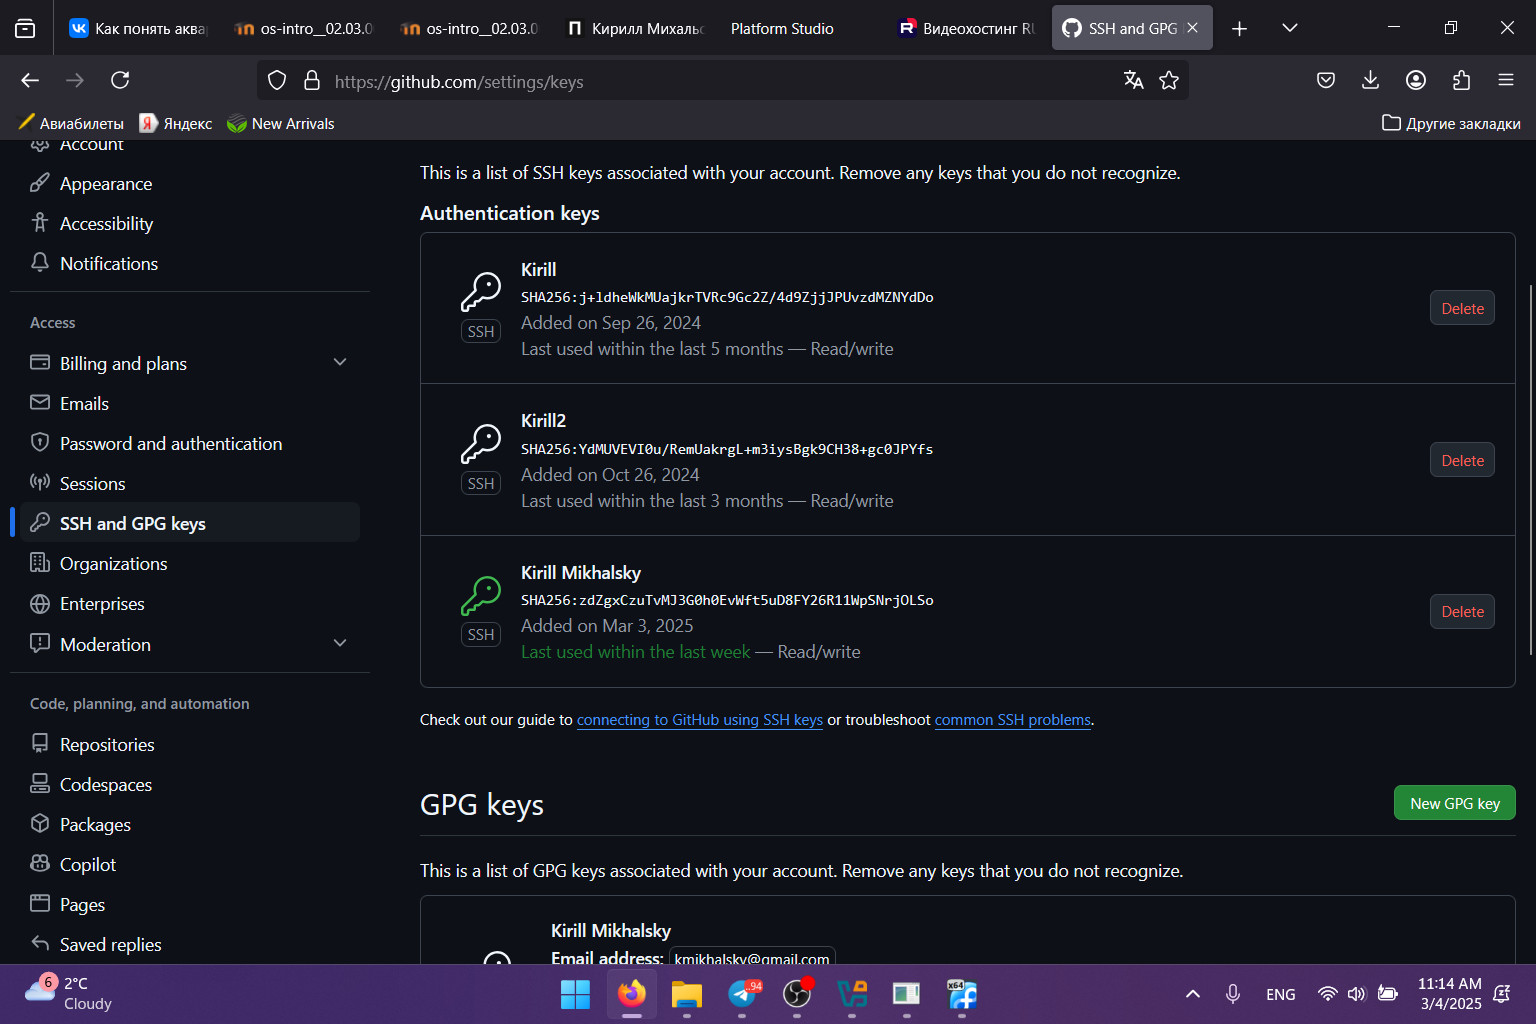 Как понять аква
os-intro__02.03.0
os-intro__02.03.0
Кирилл Михальс
Platform Studio
Видеохостинг RU
SSH and GPG
https://github.com/settings/keys
Авиабилеты
Яндекс
New Arrivals
Другие закладки
Account
Appearance
Accessibility
Notifications
Access
Billing and plans
Emails
Password and authentication
Sessions
SSH and GPG keys
Organizations
Enterprises
Moderation
Code, planning, and automation
Repositories
Codespaces
Packages
Copilot
Pages
Saved replies
This is a list of SSH keys associated with your account. Remove any keys that you do not recognize.
Authentication keys
Kirill
SHA256:j+ldheWkMUajkrTVRc9Gc2Z/4d9ZjjJPUvzdMZNYdDo
SSH
Added on Sep 26, 2024
Last used within the last 5 months — Read/write
Delete
Kirill2
SHA256:YdMUVEVI0u/RemUakrgL+m3iysBgk9CH38+gc0JPYfs
SSH
Added on Oct 26, 2024
Last used within the last 3 months — Read/write
Delete
Kirill Mikhalsky
SHA256:zdZgxCzuTvMJ3G0h0EvWft5uD8FY26R11WpSNrjOLSo
SSH
Added on Mar 3, 2025
Last used within the last week — Read/write
Delete
Check out our guide to connecting to GitHub using SSH keys or troubleshoot common SSH problems.
GPG keys
New GPG key
This is a list of GPG keys associated with your account. Remove any keys that you do not recognize.
Kirill Mikhalsky
Email address: kmikhalsky@gmail.com
6
2°C
Cloudy
..94
x64
ENG
11:14 AM
3/4/2025